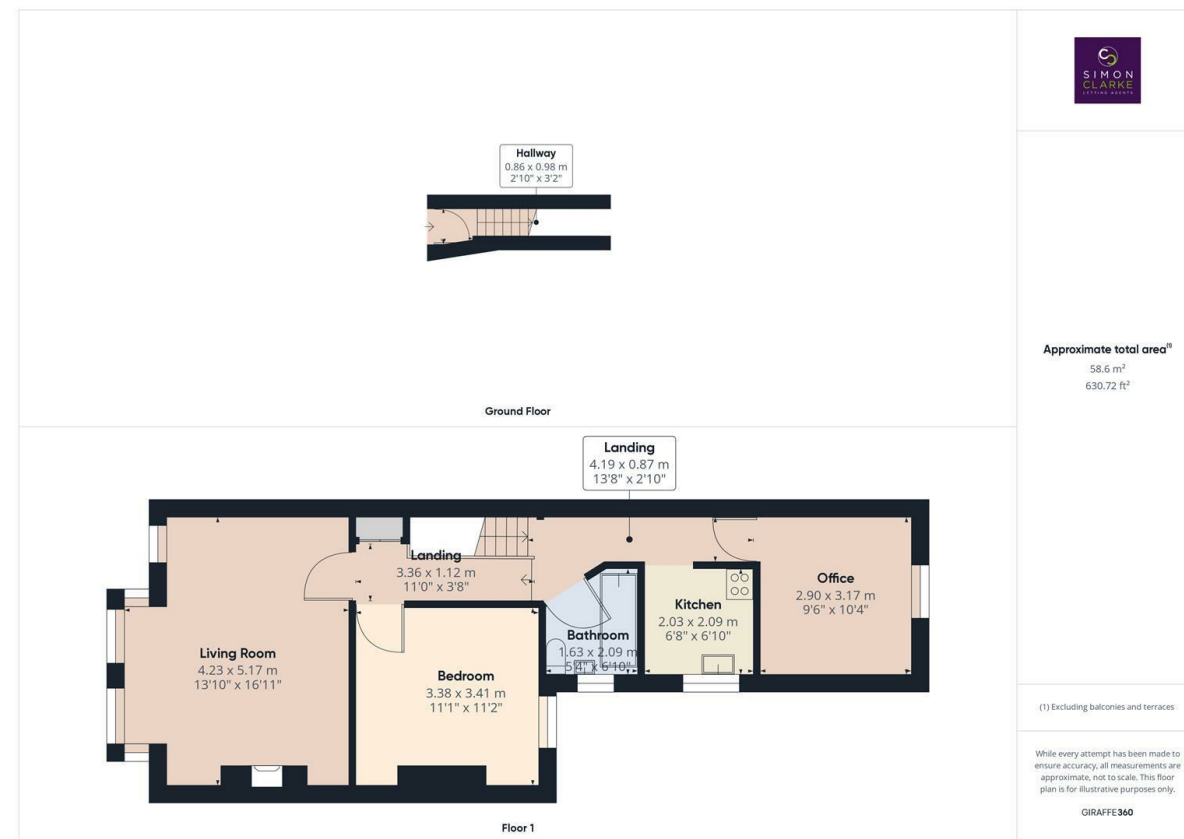 SIMON
CLARKE
LETTING AGENTS
Hallway
0.86 x 0.98 m
2'10" x 3'2"
Ground Floor
Approximate total area(1)
58.6 m²
630.72 ft²
Landing
4.19 x 0.87 m
13'8" x 2'10"
Landing
3.36 x 1.12 m
11'0" x 3'8"
Office
2.90 x 3.17 m
9'6" x 10'4"
Kitchen
2.03 x 2.09 m
6'8" x 6'10"
Bathroom
1.63 x 2.09 m
5'4" x 6'10"
Living Room
4.23 x 5.17 m
13'10" x 16'11"
Bedroom
3.38 x 3.41 m
11'1" x 11'2"
Floor 1
(1) Excluding balconies and terraces
While every attempt has been made to
ensure accuracy, all measurements are
approximate, not to scale. This floor
plan is for illustrative purposes only.
GIRAFFE360